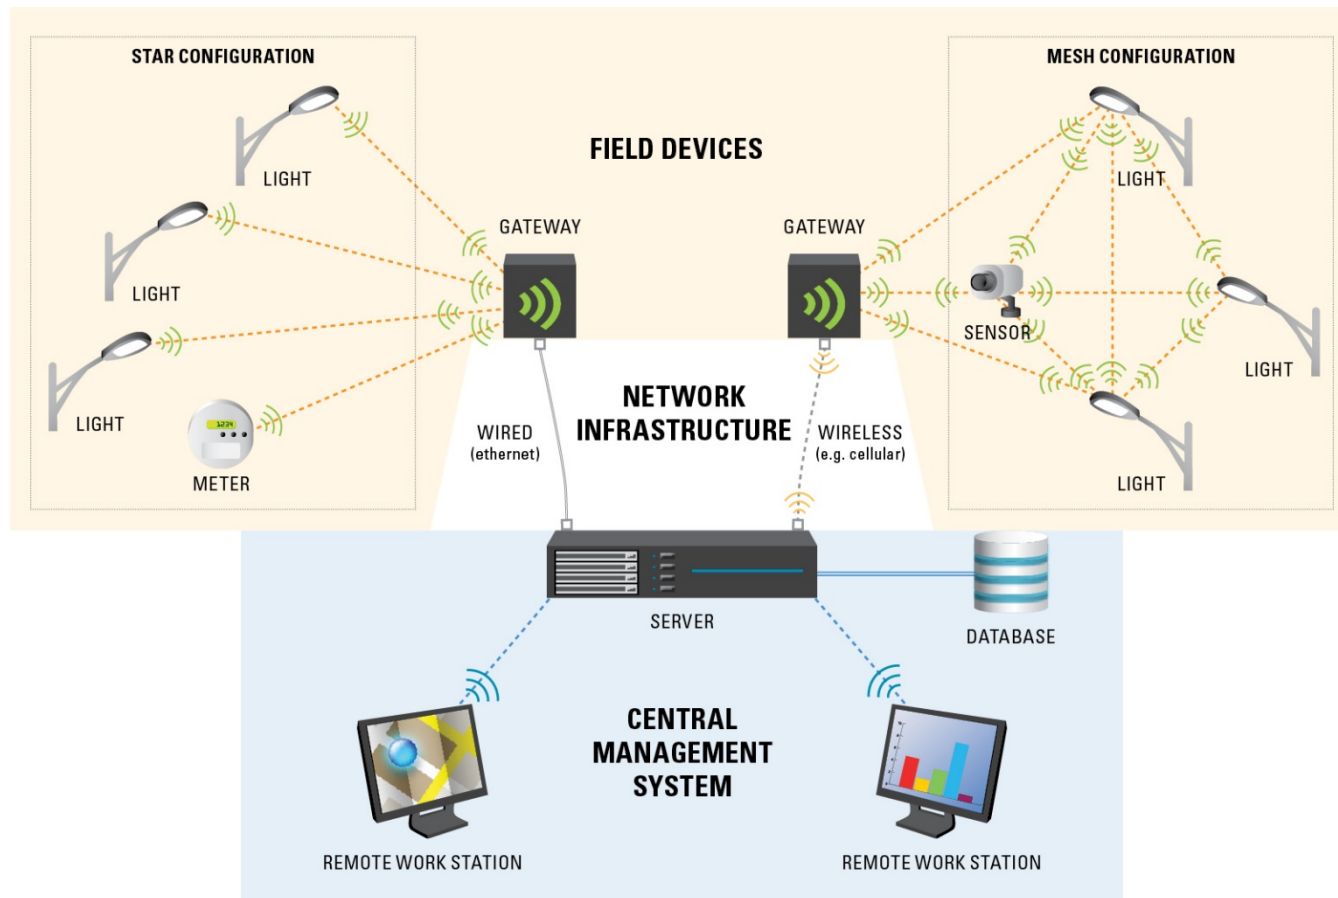 STAR CONFIGURATION
MESH CONFIGURATION
FIELD DEVICES
LIGHT
LIGHT
LIGHT
1234
METER
GATEWAY
GATEWAY
LIGHT
SENSOR
LIGHT
LIGHT
NETWORK
INFRASTRUCTURE
WIRED
(ethernet)
WIRELESS
(e.g. cellular)
SERVER
DATABASE
CENTRAL
MANAGEMENT
SYSTEM
REMOTE WORK STATION
REMOTE WORK STATION